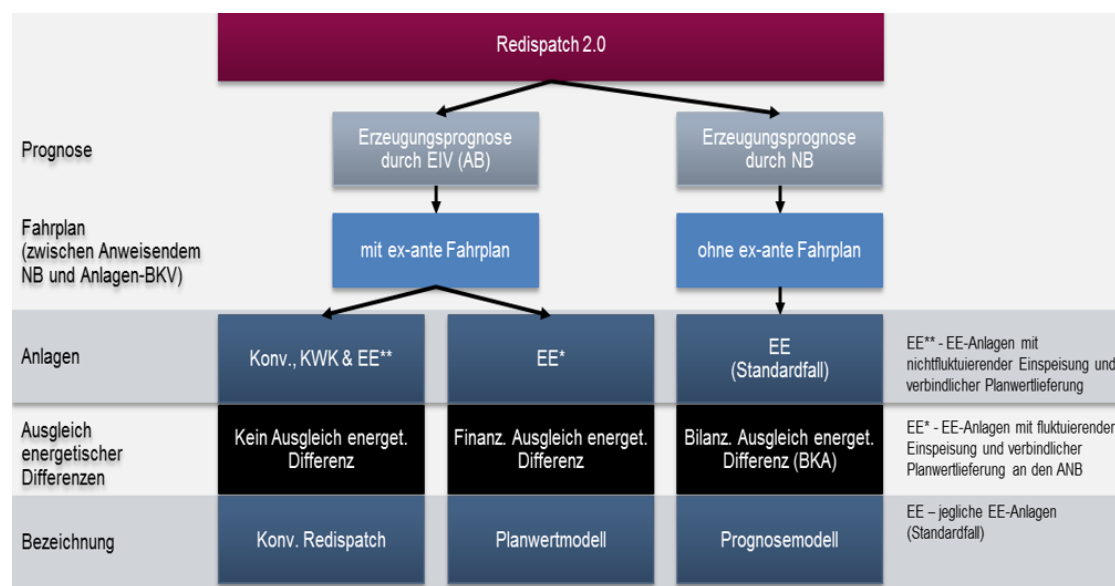 Redispatch 2.0
Prognose
Erzeugungsprognose
durch EIV (AB)
Erzeugungsprognose
durch NB
Fahrplan
(zwischen Anweisendem
NB und Anlagen-BKV)
mit ex-ante Fahrplan
ohne ex-ante Fahrplan
Anlagen
Konv., KWK & EE**
EE*
EE
(Standardfall)
EE** - EE-Anlagen mit
nichtfluktuierender Einspeisung und
verbindlicher Planwertlieferung
Ausgleich
energetischer
Differenzen
Kein Ausgleich energet.
Differenz
Finanz. Ausgleich energet.
Differenz
Bilanz. Ausgleich energet.
Differenz (BKA)
EE* - EE-Anlagen mit fluktuierender
Einspeisung und verbindlicher
Planwertlieferung an den ANB
Bezeichnung
Konv. Redispatch
Planwertmodell
Prognosemodell
EE – jegliche EE-Anlagen
(Standardfall)